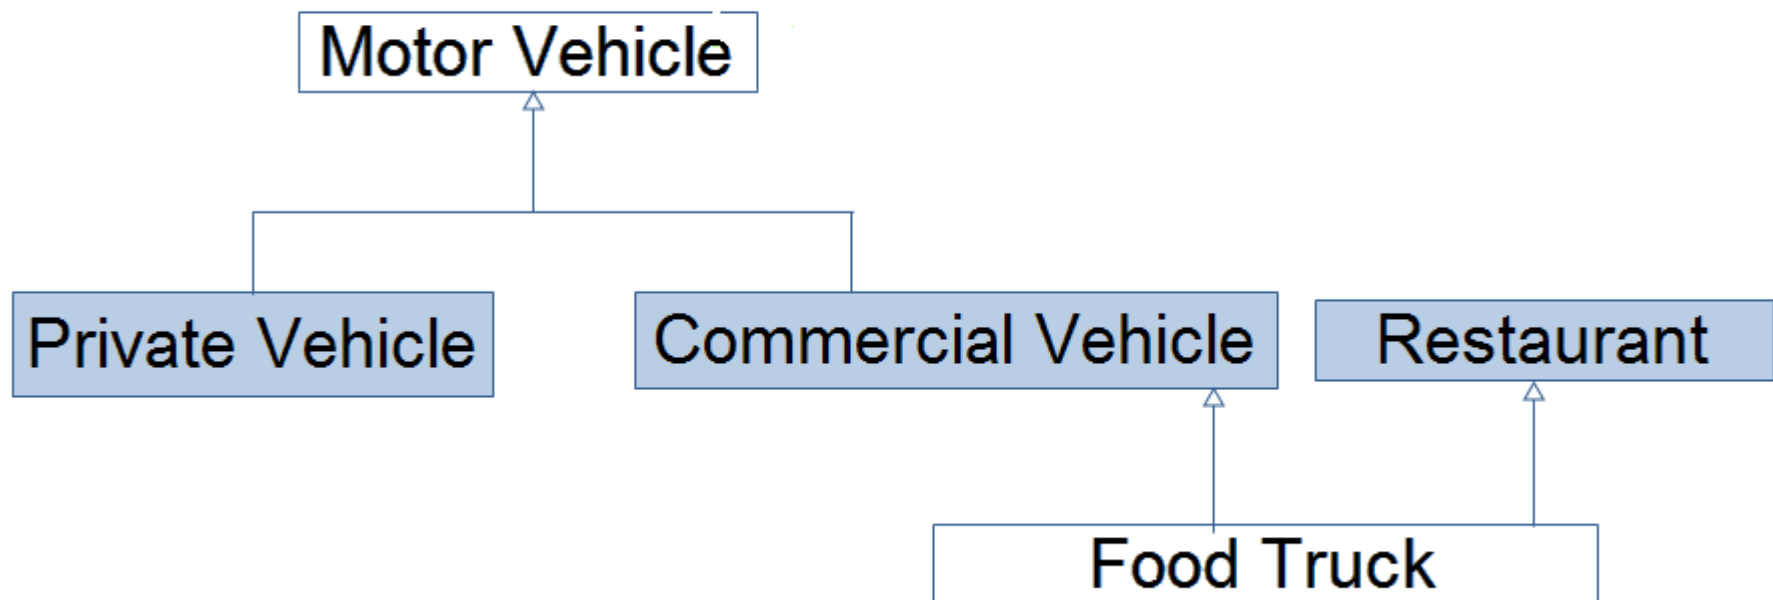 Motor Vehicle
Private Vehicle
Commercial Vehicle
Restaurant
Food Truck